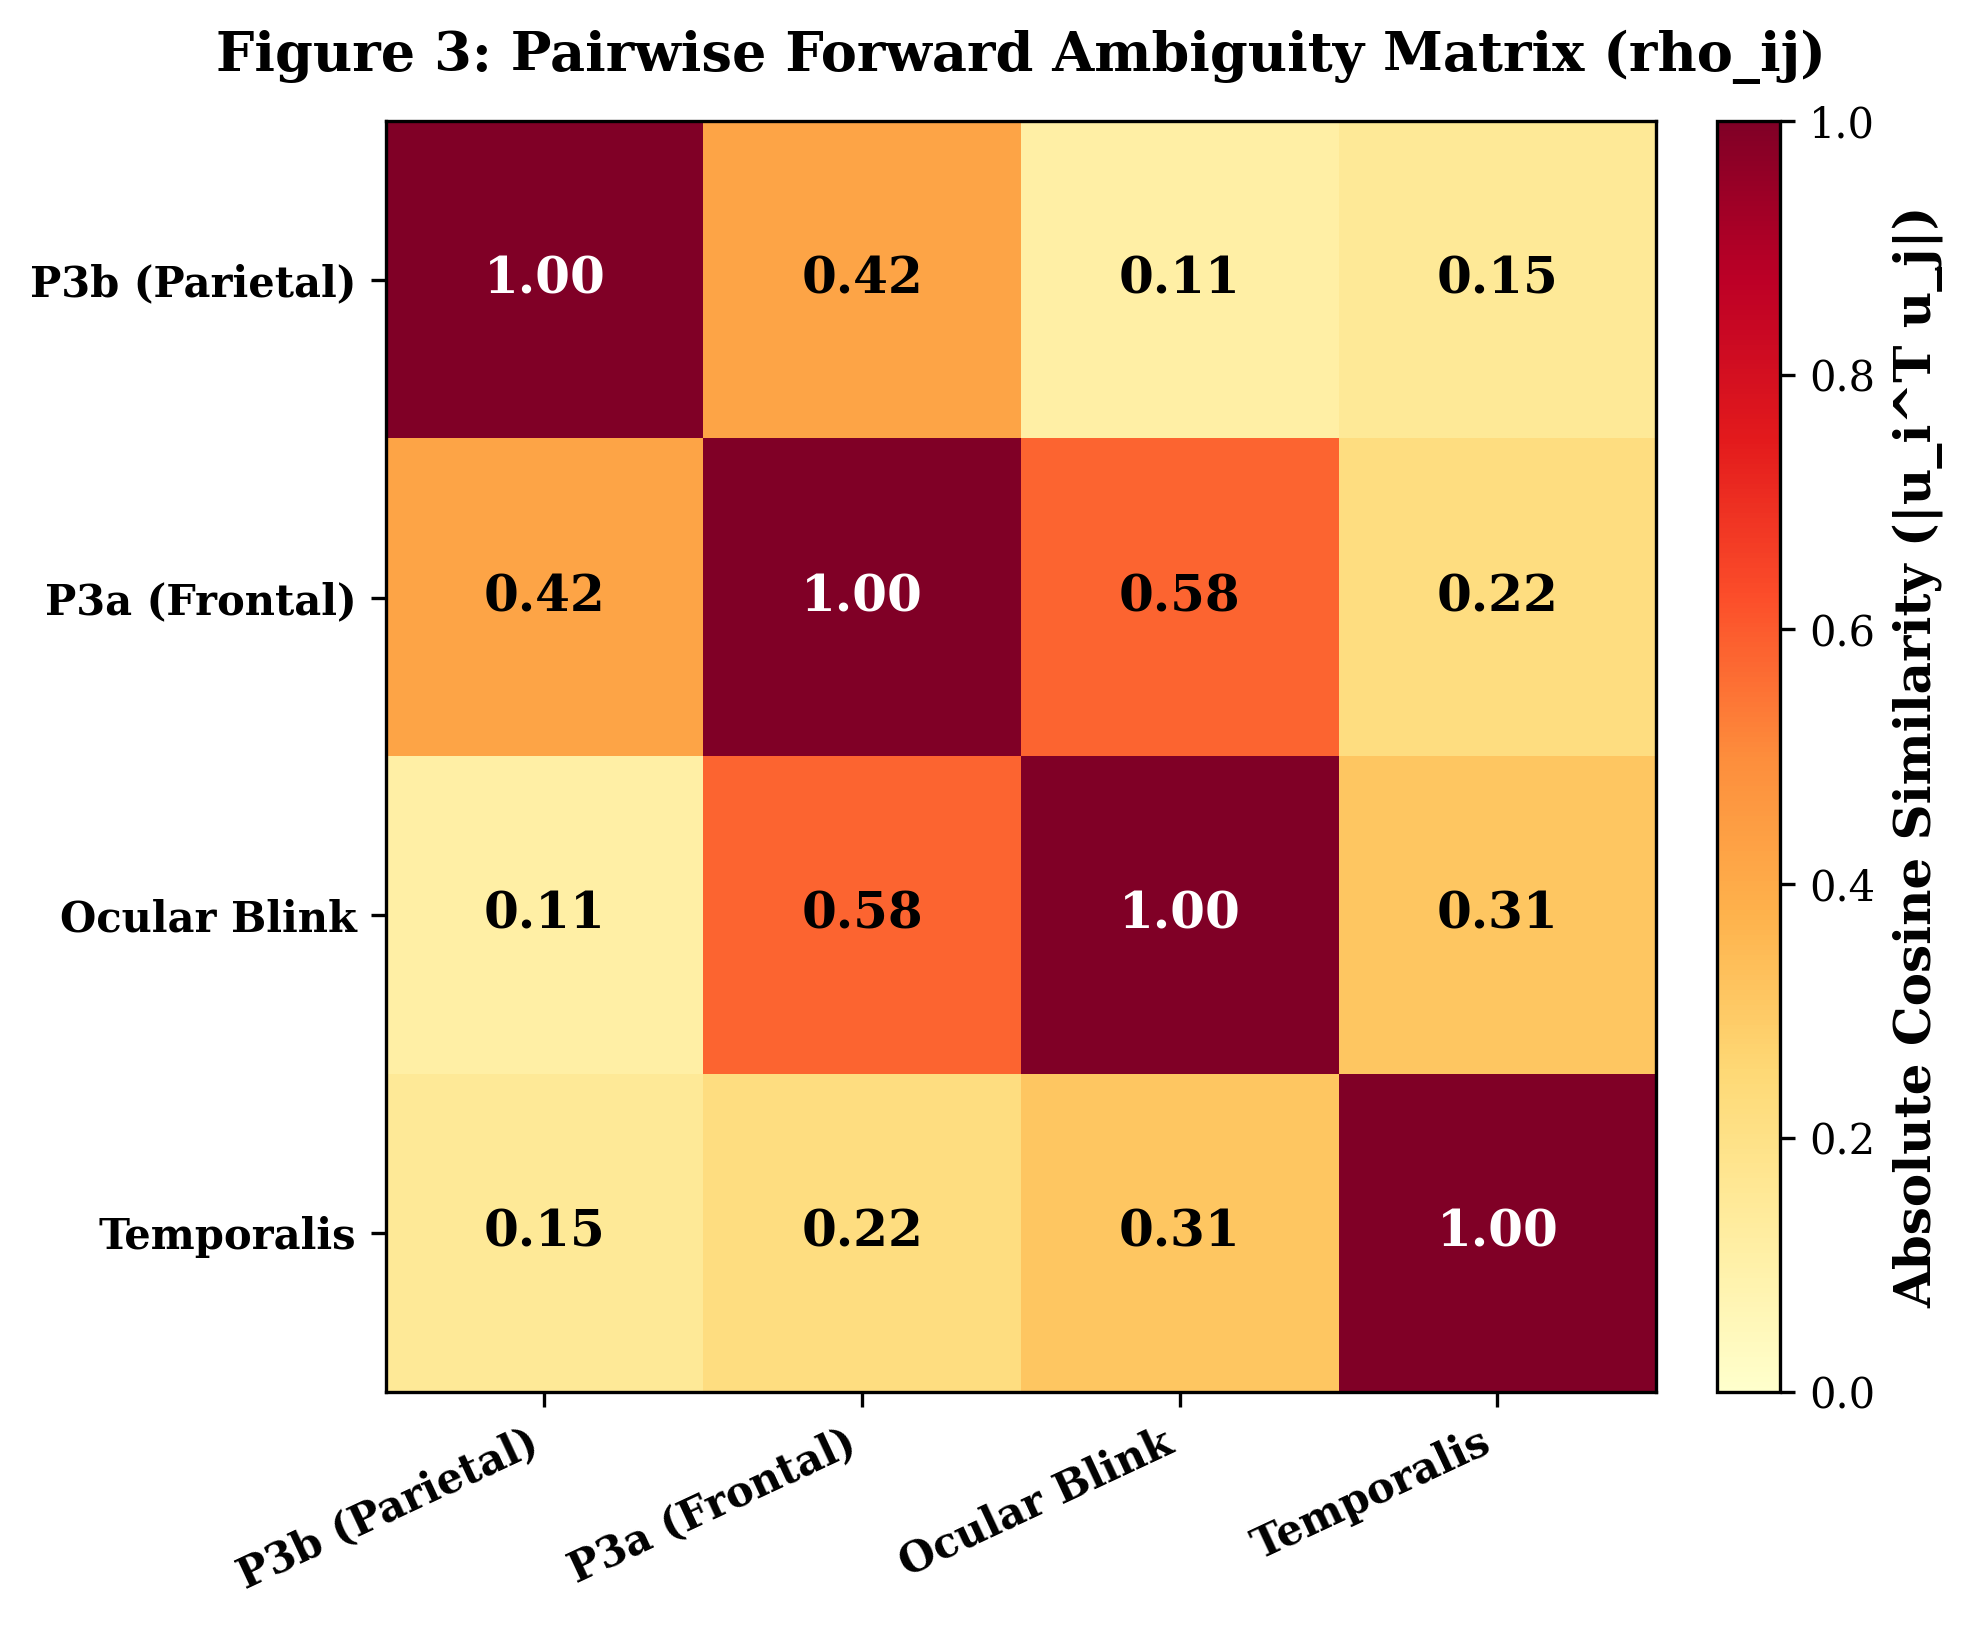 Figure 3: Pairwise Forward Ambiguity Matrix (rho_ij)
P3b (Parietal)
1.00 0.42 0.11 0.15
P3a (Frontal)
0.42 1.00 0.58 0.22
Ocular Blink
0.11 0.58 1.00 0.31
Temporalis
0.15 0.22 0.31 1.00
P3b (Parietal)
P3a (Frontal)
Ocular Blink
Temporalis
1.0
0.8
0.6
0.4
0.2
0.0
Absolute Cosine Similarity (|u_i^T u_j|)